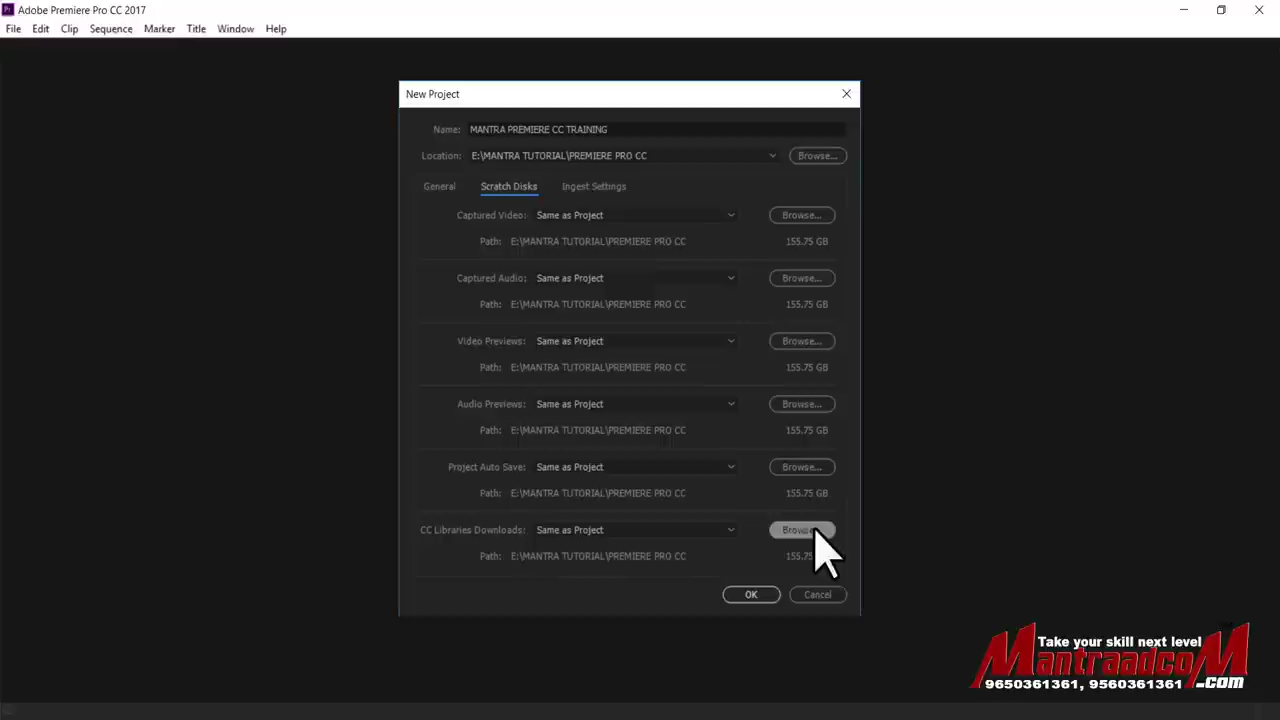 Adobe Premiere Pro CC 2017
File Edit Clip Sequence Marker Title Window Help
New Project
Name: MANTRA PREMIERE CC TRAINING
Location: E:\MANTRA TUTORIAL\PREMIERE PRO CC Browse...
General Scratch Disks Ingest Settings
Captured Video: Same as Project Browse...
Path: E:\MANTRA TUTORIAL\PREMIERE PRO CC 155.75 GB
Captured Audio: Same as Project Browse...
Path: E:\MANTRA TUTORIAL\PREMIERE PRO CC 155.75 GB
Video Previews: Same as Project Browse...
Path: E:\MANTRA TUTORIAL\PREMIERE PRO CC 155.75 GB
Audio Previews: Same as Project Browse...
Path: E:\MANTRA TUTORIAL\PREMIERE PRO CC 155.75 GB
Project Auto Save: Same as Project Browse...
Path: E:\MANTRA TUTORIAL\PREMIERE PRO CC 155.75 GB
CC Libraries Downloads: Same as Project Browse
Path: E:\MANTRA TUTORIAL\PREMIERE PRO CC 155.75
OK Cancel
Take your skill next level
MantraadcoM
9650361361, 9560361361 .com